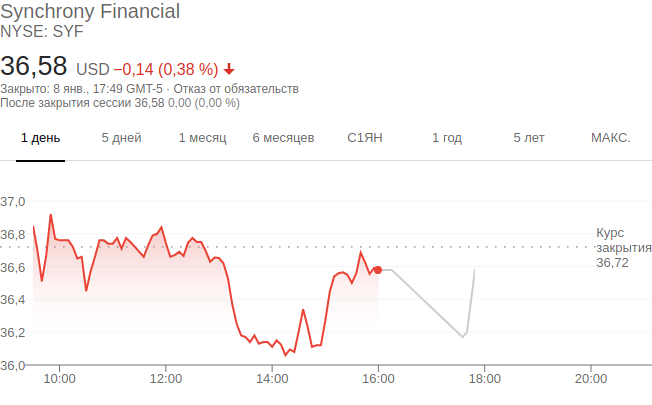 Synchrony Financial
NYSE: SYF
36,58 USD −0,14 (0,38 %)
Закрыто: 8 янв., 17:49 GMT-5 · Отказ от обязательств
После закрытия сессии 36,58 0,00 (0,00 %)
1 день 5 дней 1 месяц 6 месяцев С1ЯН 1 год 5 лет МАКС.
37,0
36,8
36,6
36,4
36,2
36,0
Курс
закрытия
36,72
10:00 12:00 14:00 16:00 18:00 20:00